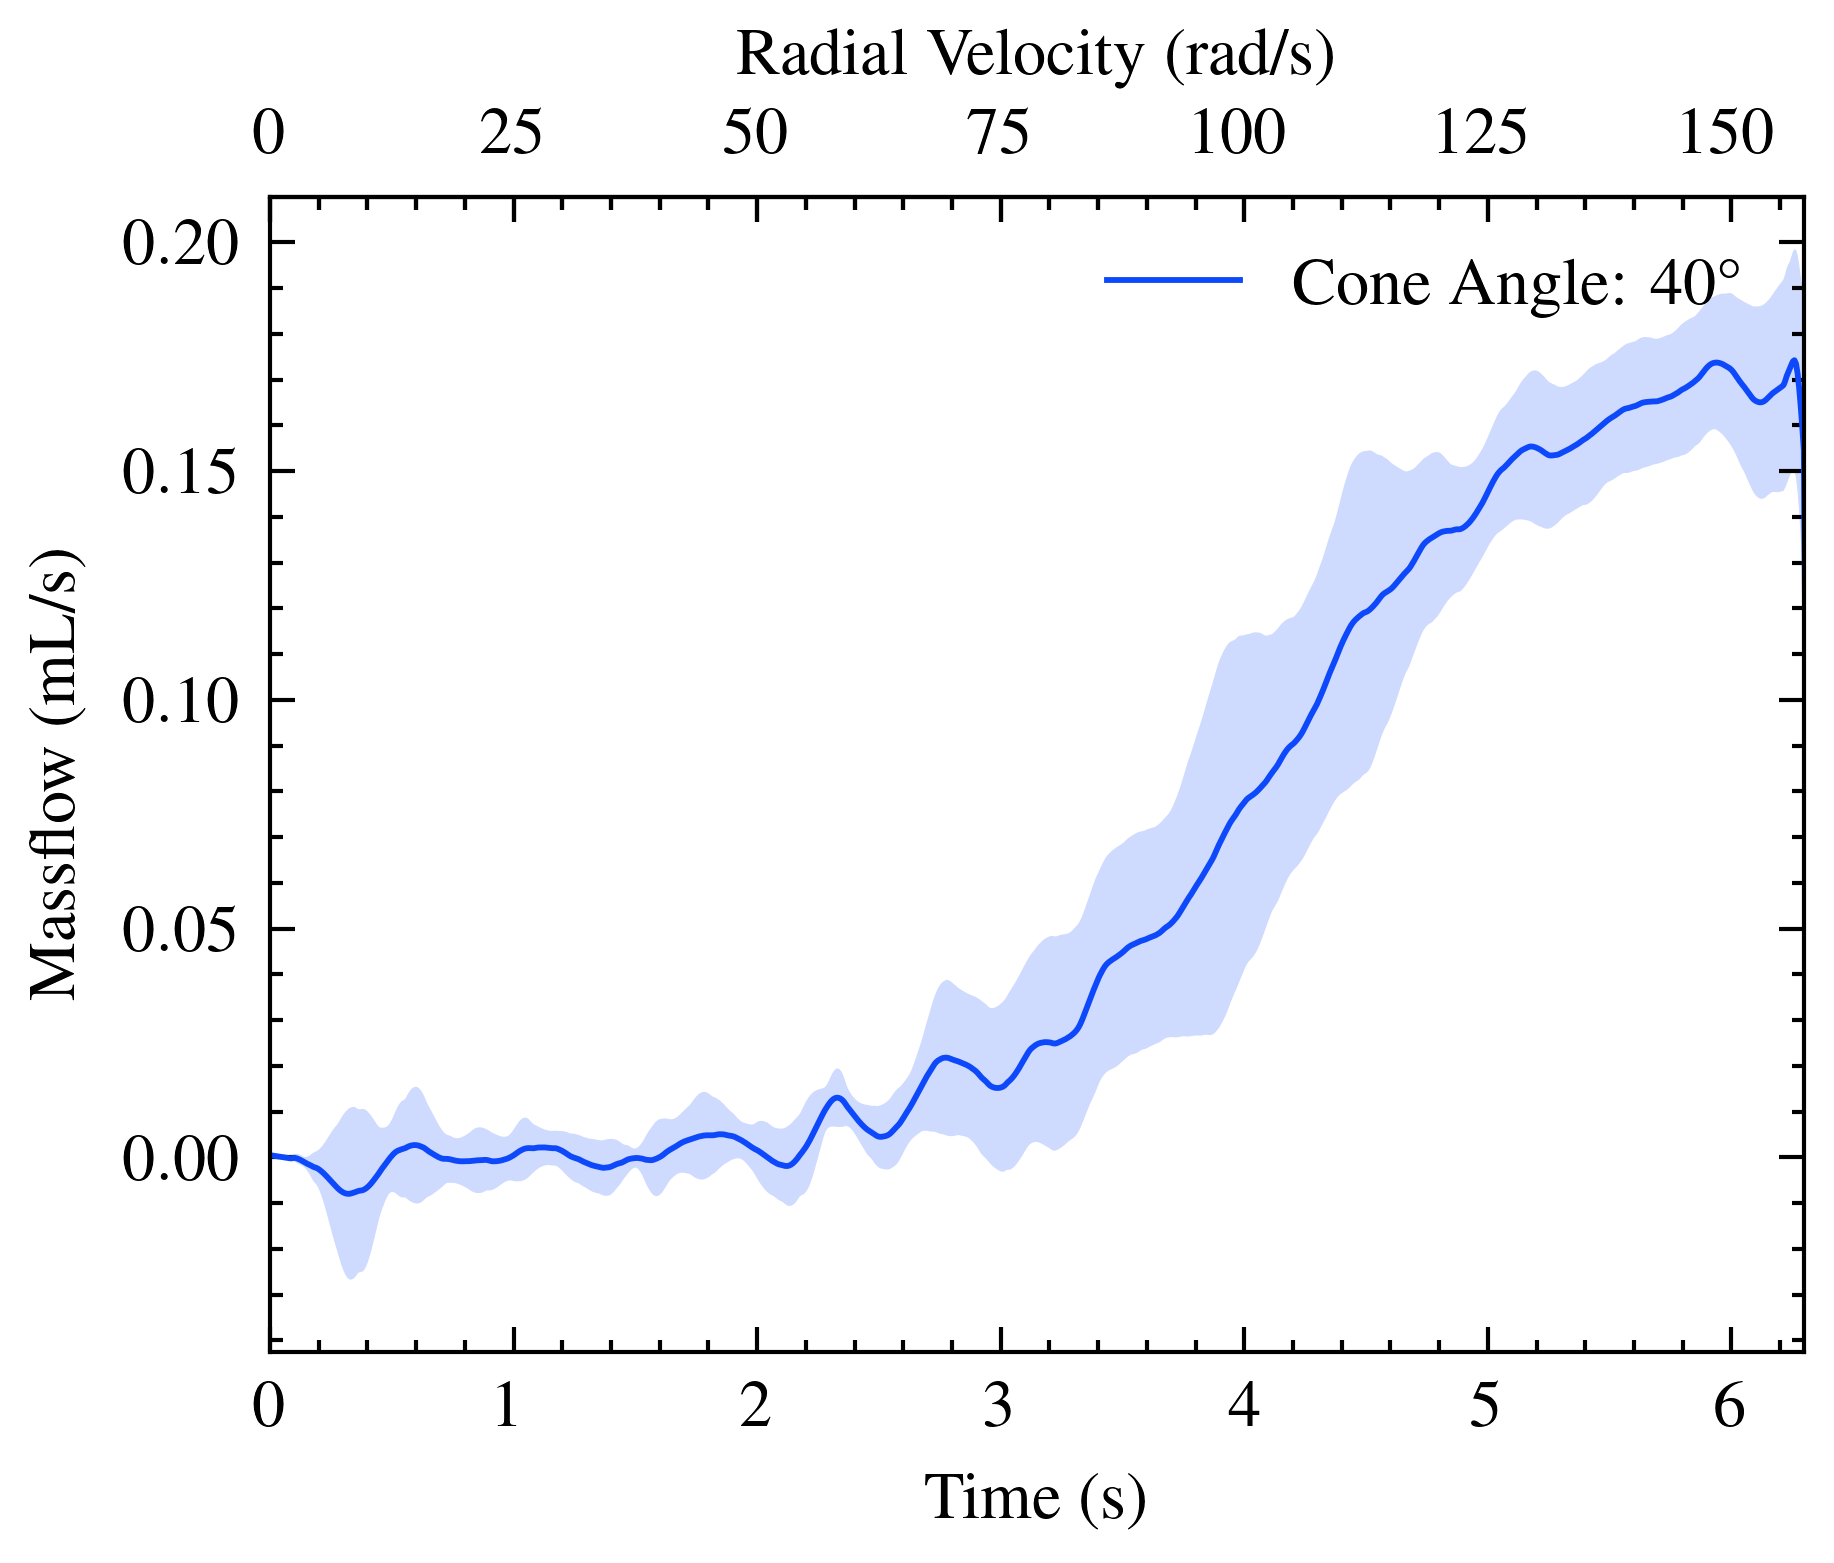 Radial Velocity (rad/s)
0 25 50 75 100 125 150
Cone Angle: 40°
0.20
0.15
0.10
0.05
0.00
Massflow (mL/s)
0 1 2 3 4 5 6
Time (s)